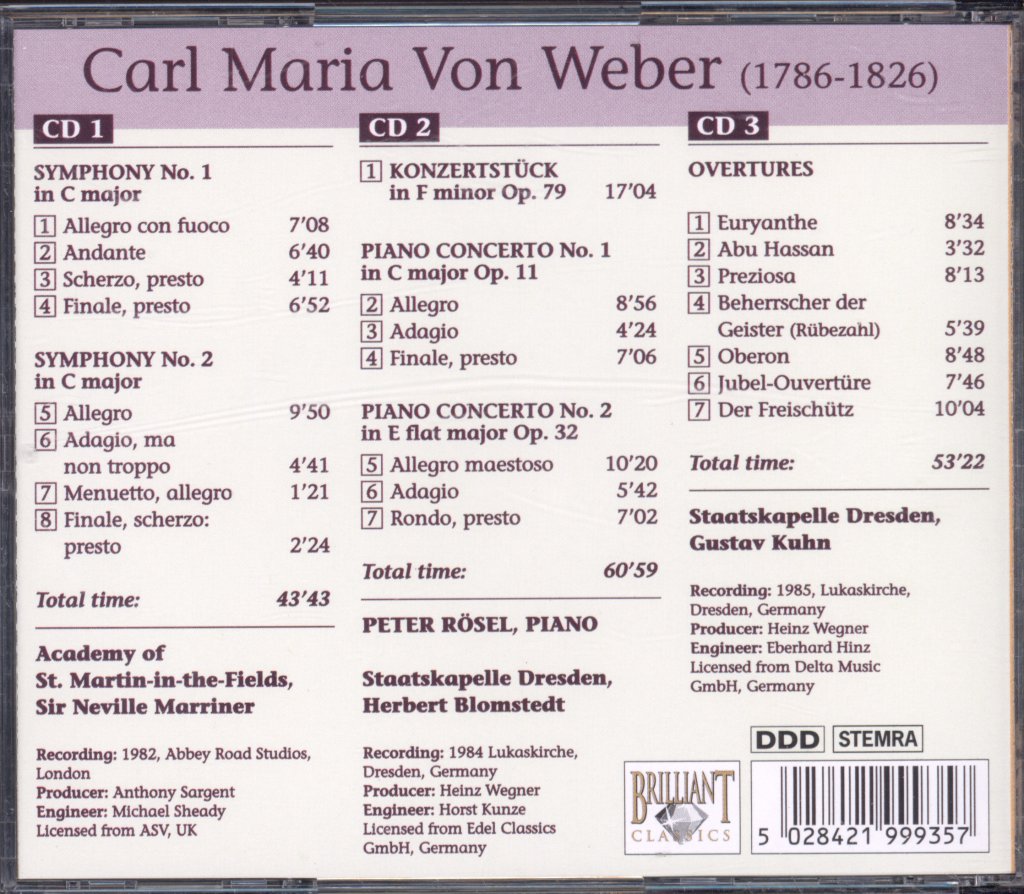 Carl Maria Von Weber (1786-1826)
CD 1
SYMPHONY No. 1
in C major
1 Allegro con fuoco 7’08
2 Andante 6’40
3 Scherzo, presto 4’11
4 Finale, presto 6’52
SYMPHONY No. 2
in C major
5 Allegro 9’50
6 Adagio, ma
non troppo 4’41
7 Menuetto, allegro 1’21
8 Finale, scherzo:
presto 2’24
Total time: 43’43
Academy of
St. Martin-in-the-Fields,
Sir Neville Marriner
Recording: 1982, Abbey Road Studios,
London
Producer: Anthony Sargent
Engineer: Michael Sheady
Licensed from ASV, UK
CD 2
1 KONZERTSTÜCK
in F minor Op. 79 17’04
PIANO CONCERTO No. 1
in C major Op. 11
2 Allegro 8’56
3 Adagio 4’24
4 Finale, presto 7’06
PIANO CONCERTO No. 2
in E flat major Op. 32
5 Allegro maestoso 10’20
6 Adagio 5’42
7 Rondo, presto 7’02
Total time: 60’59
PETER RÖSEL, PIANO
Staatskapelle Dresden,
Herbert Blomstedt
Recording: 1984 Lukaskirche,
Dresden, Germany
Producer: Heinz Wegner
Engineer: Horst Kunze
Licensed from Edel Classics
GmbH, Germany
CD 3
OVERTURES
1 Euryanthe 8’34
2 Abu Hassan 3’32
3 Preziosa 8’13
4 Beherrscher der
Geister (Rübezahl) 5’39
5 Oberon 8’48
6 Jubel-Ouvertüre 7’46
7 Der Freischütz 10’04
Total time: 53’22
Staatskapelle Dresden,
Gustav Kuhn
Recording: 1985, Lukaskirche,
Dresden, Germany
Producer: Heinz Wegner
Engineer: Eberhard Hinz
Licensed from Delta Music
GmbH, Germany
DDD STEMRA
BRILLIANT
CLASSICS
5 028421 999357